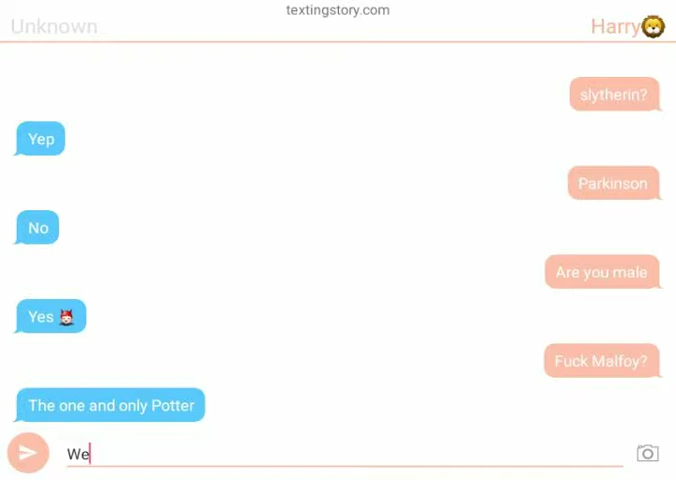 textingstory.com
Unknown
Harry
slytherin?
Yep
Parkinson
No
Are you male
Yes
Fuck Malfoy?
The one and only Potter
We